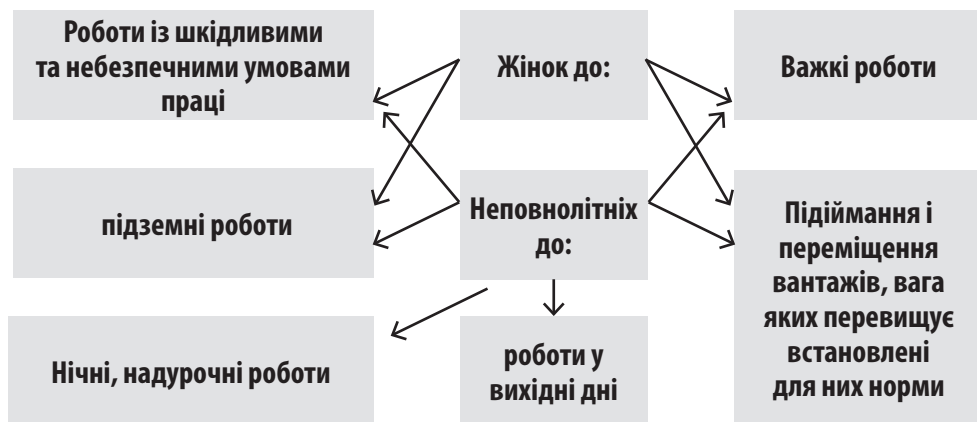 Роботи із шкідливими
та небезпечними умовами
праці
Жінок до:
Важкі роботи
підземні роботи
Неповнолітніх
до:
Підіймання і
переміщення
вантажів, вага
яких перевищує
встановлені
для них норми
Нічні, надурочні роботи
роботи у
вихідні дні